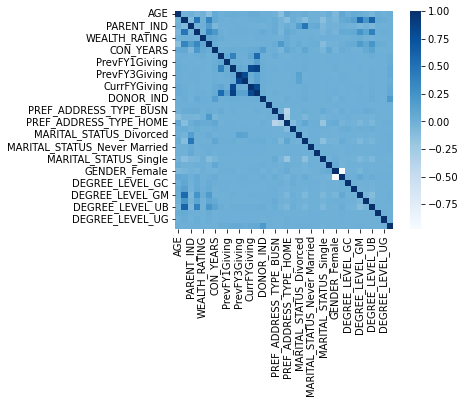 AGE
PARENT_IND
WEALTH_RATING
CON_YEARS
PrevFY1Giving
PrevFY3Giving
CurrFYGiving
DONOR_IND
PREF_ADDRESS_TYPE_BUSN
PREF_ADDRESS_TYPE_HOME
MARITAL_STATUS_Divorced
MARITAL_STATUS_Never Married
MARITAL_STATUS_Single
GENDER_Female
DEGREE_LEVEL_GC
DEGREE_LEVEL_GM
DEGREE_LEVEL_UB
DEGREE_LEVEL_UG
AGE
PARENT_IND
WEALTH_RATING
CON_YEARS
PrevFY1Giving
PrevFY3Giving
CurrFYGiving
DONOR_IND
PREF_ADDRESS_TYPE_BUSN
PREF_ADDRESS_TYPE_HOME
MARITAL_STATUS_Divorced
MARITAL_STATUS_Never Married
MARITAL_STATUS_Single
GENDER_Female
DEGREE_LEVEL_GC
DEGREE_LEVEL_GM
DEGREE_LEVEL_UB
DEGREE_LEVEL_UG
1.00
0.75
0.50
0.25
0.00
−0.25
−0.50
−0.75